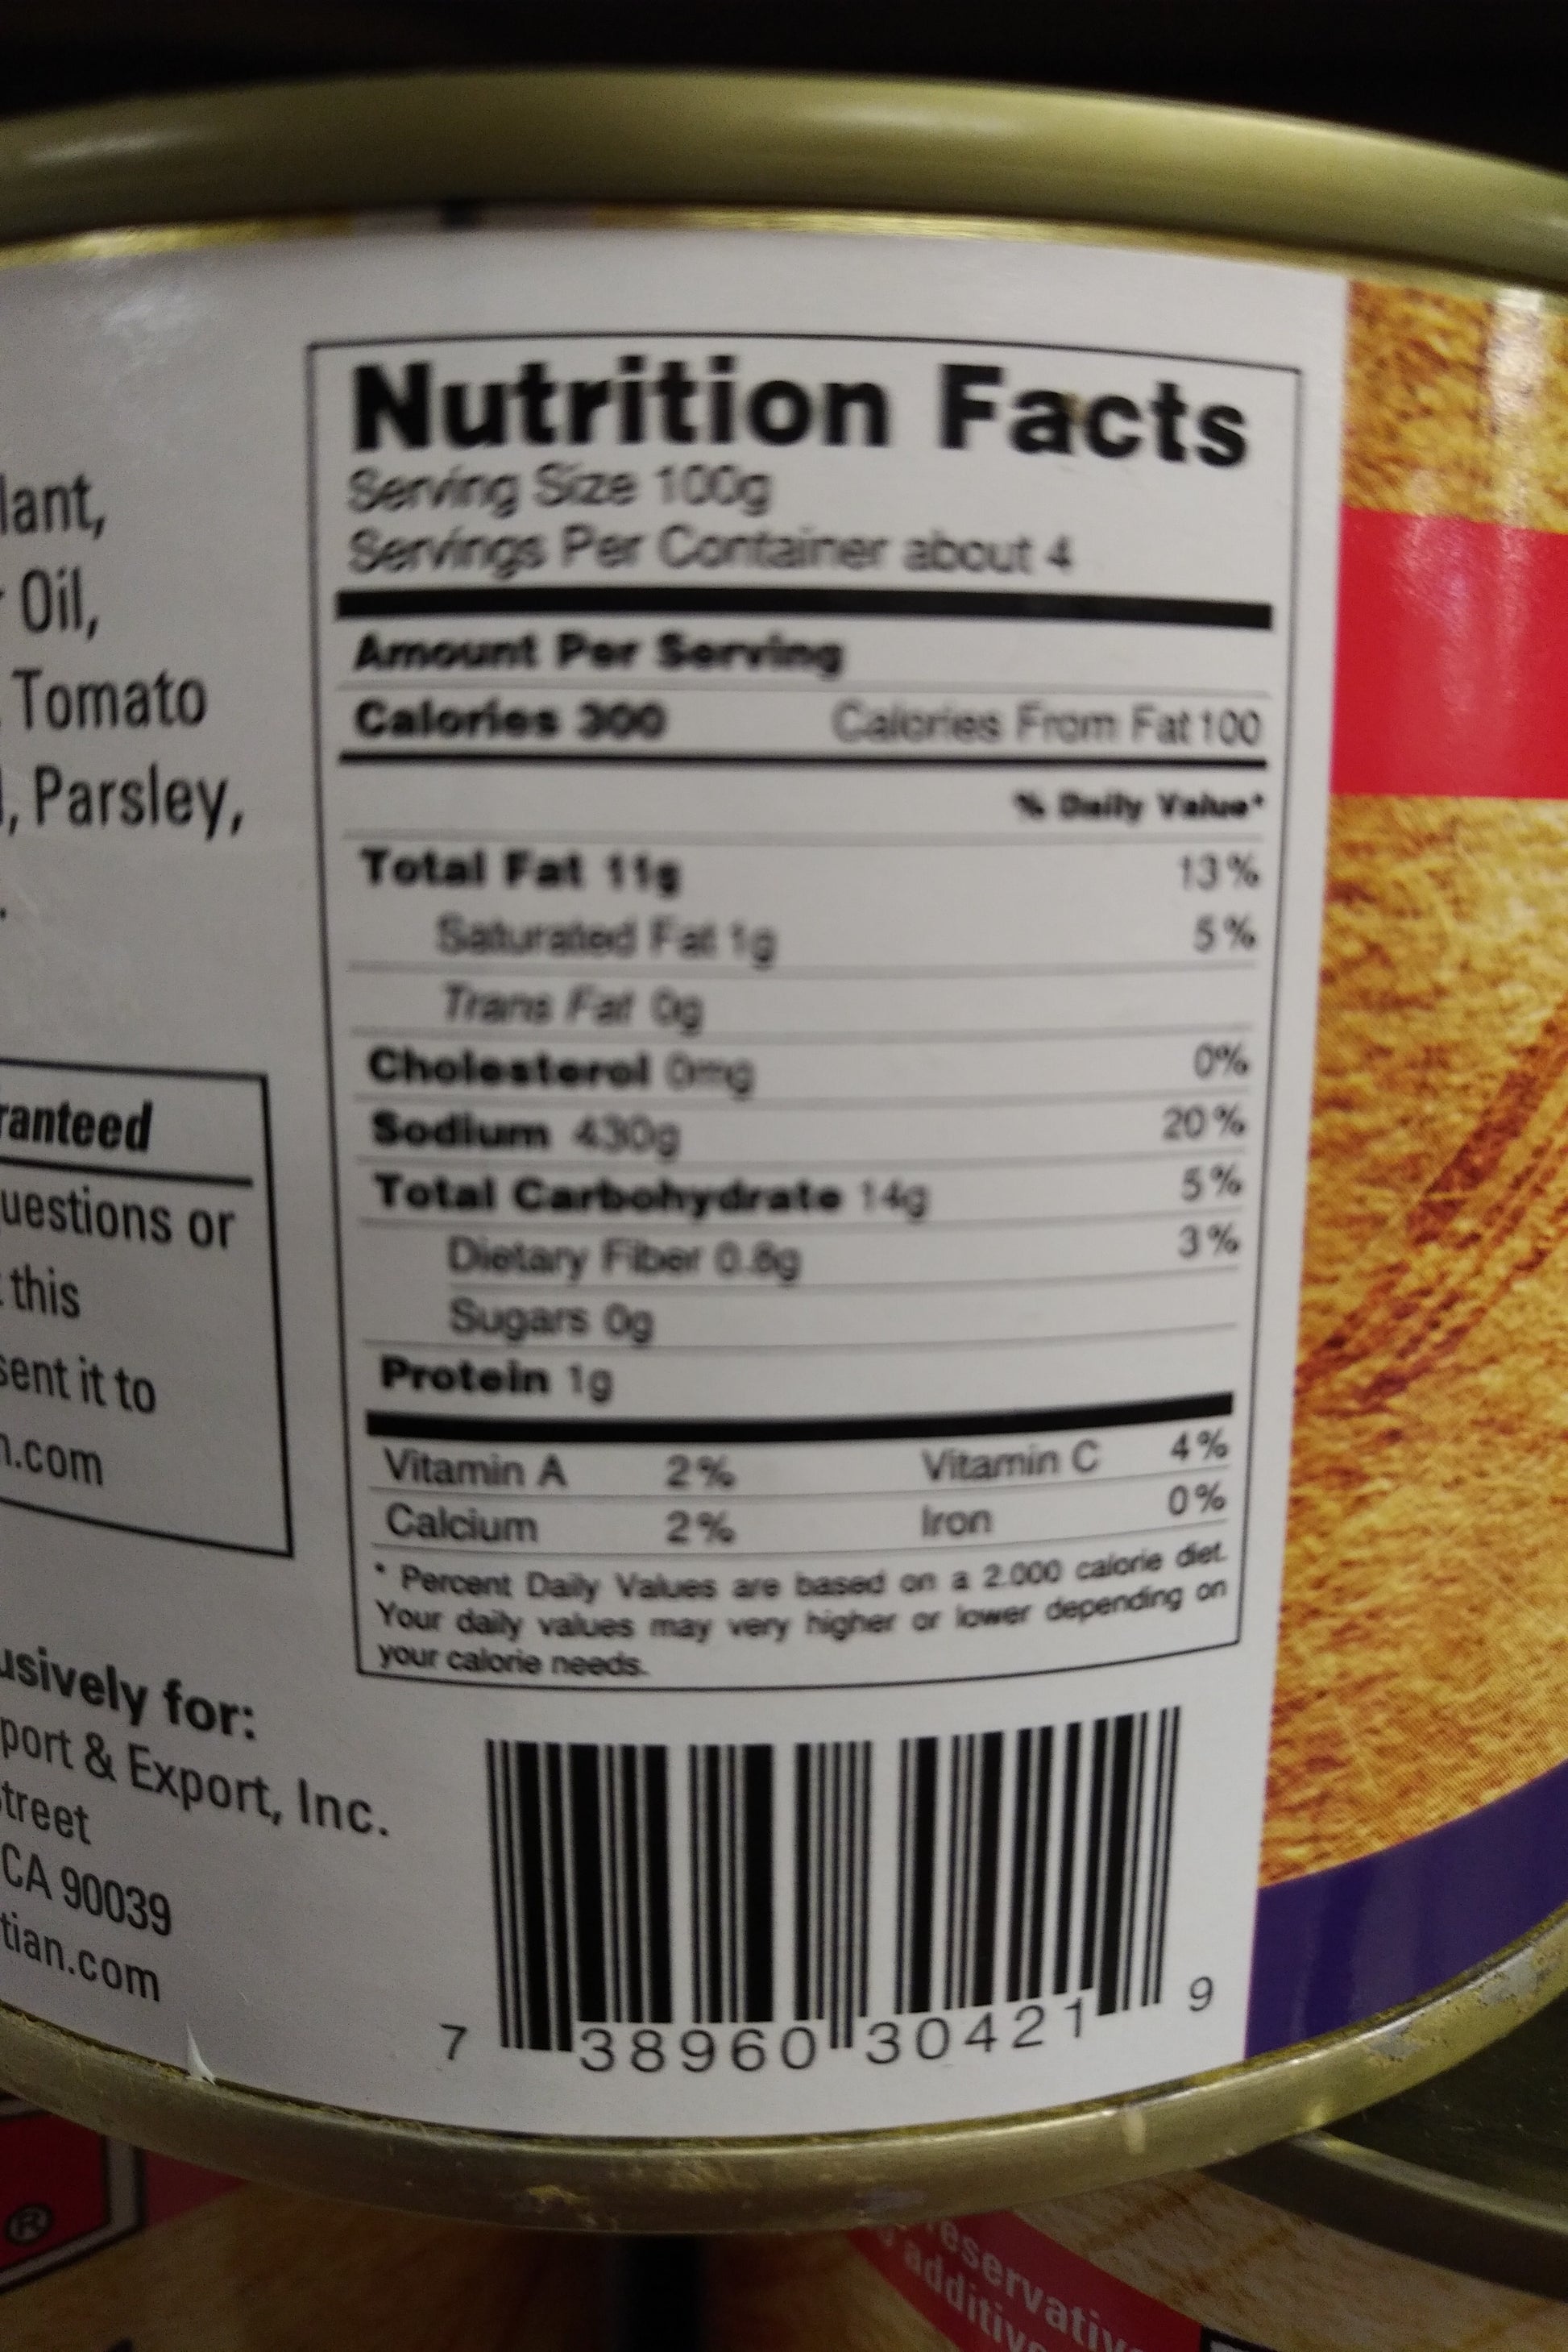 lant,
Oil,
Tomato
, Parsley,
ranteed
uestions or
this
sent it to
n.com
usively for:
port & Export, Inc.
treet
CA 90039
tian.com
Nutrition Facts
Serving Size 100g
Servings Per Container about 4
Amount Per Serving
Calories 300 Calories From Fat 100
% Daily Value*
Total Fat 11g 13%
Saturated Fat 1g 5%
Trans Fat 0g
Cholesterol 0mg 0%
Sodium 430g 20%
Total Carbohydrate 14g 5%
Dietary Fiber 0.8g 3%
Sugars 0g
Protein 1g
Vitamin A 2% Vitamin C 4%
Calcium 2% Iron 0%
* Percent Daily Values are based on a 2.000 calorie diet.
Your daily values may very higher or lower depending on
your calorie needs.
7 38960 30421 9
®
eservativ
additiv